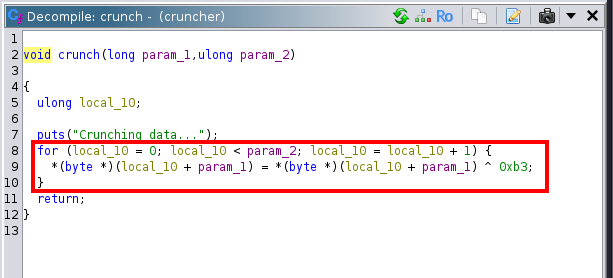 Decompile: crunch - (cruncher)
Ro
1
2 void crunch(long param_1,ulong param_2)
3
4 {
5 ulong local_10;
6
7 puts("Crunching data...");
8 for (local_10 = 0; local_10 < param_2; local_10 = local_10 + 1) {
9 *(byte *)(local_10 + param_1) = *(byte *)(local_10 + param_1) ^ 0xb3;
10 }
11 return;
12 }
13